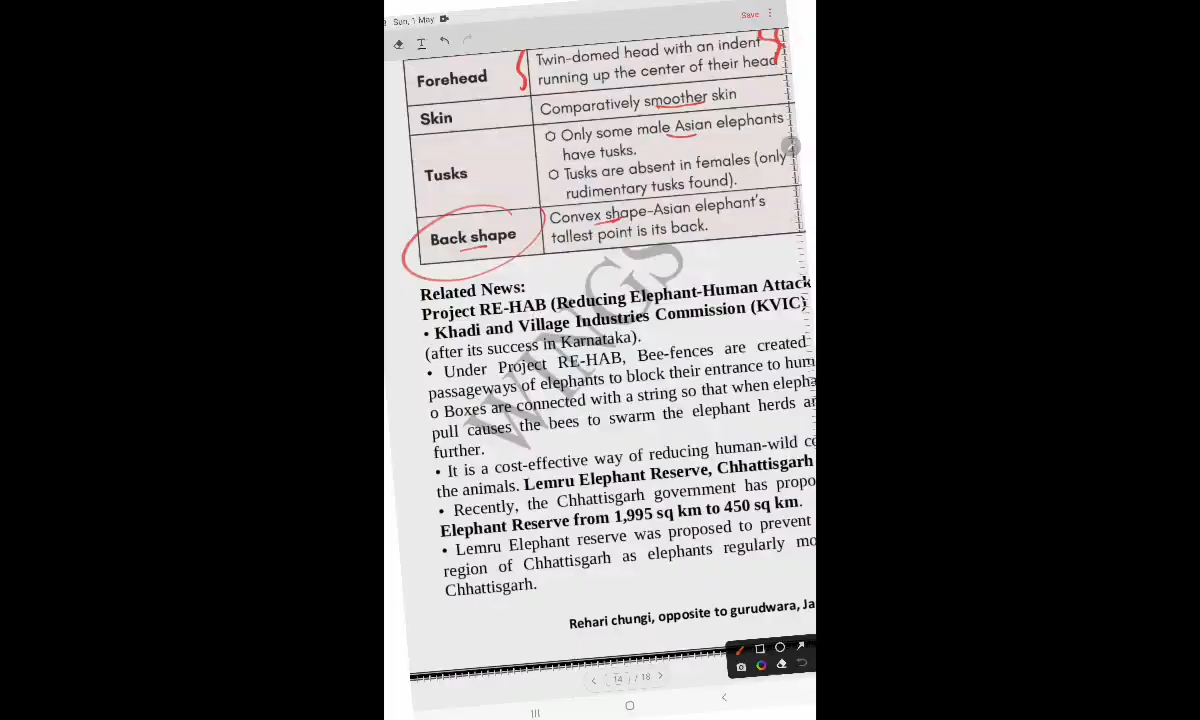 Sun, 1 May
Save
Forehead
Twin-domed head with an indent
running up the center of their head
Skin
Comparatively smoother skin
Tusks
Only some male Asian elephants
have tusks.
Tusks are absent in females (only
rudimentary tusks found).
Back shape
Convex shape-Asian elephant's
tallest point is its back.
WINGS
Related News:
Project RE-HAB (Reducing Elephant-Human Attack
• Khadi and Village Industries Commission (KVIC)
(after its success in Karnataka).
• Under Project RE-HAB, Bee-fences are created
passageways of elephants to block their entrance to
o Boxes are connected with a string so that when
pull causes the bees to swarm the elephant herds
further.
• It is a cost-effective way of reducing human-wild
the animals. Lemru Elephant Reserve, Chhattisgarh
• Recently, the Chhattisgarh government has
Elephant Reserve from 1,995 sq km to 450 sq km.
• Lemru Elephant reserve was proposed to prevent
region of Chhattisgarh as elephants regularly
Chhattisgarh.
Rehari chungi, opposite to gurudwara,
14 / 18